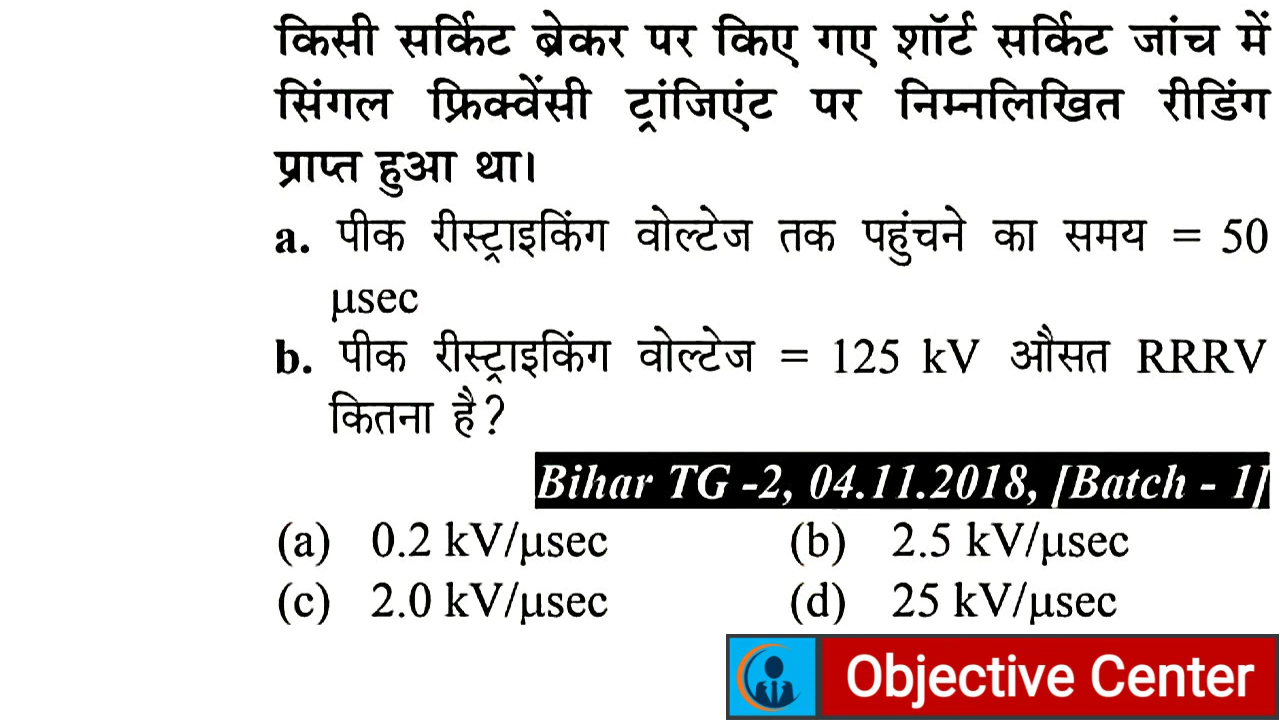 किसी सर्किट ब्रेकर पर किए गए शॉर्ट सर्किट जांच में
सिंगल फ्रिक्वेंसी ट्रांजिएंट पर निम्नलिखित रीडिंग
प्राप्त हुआ था।
a. पीक रीस्ट्राइकिंग वोल्टेज तक पहुंचने का समय = 50
μsec
b. पीक रीस्ट्राइकिंग वोल्टेज = 125 kV औसत RRRV
कितना है?
Bihar TG -2, 04.11.2018, [Batch - 1]
(a) 0.2 kV/μsec (b) 2.5 kV/μsec
(c) 2.0 kV/μsec (d) 25 kV/μsec
Objective Center